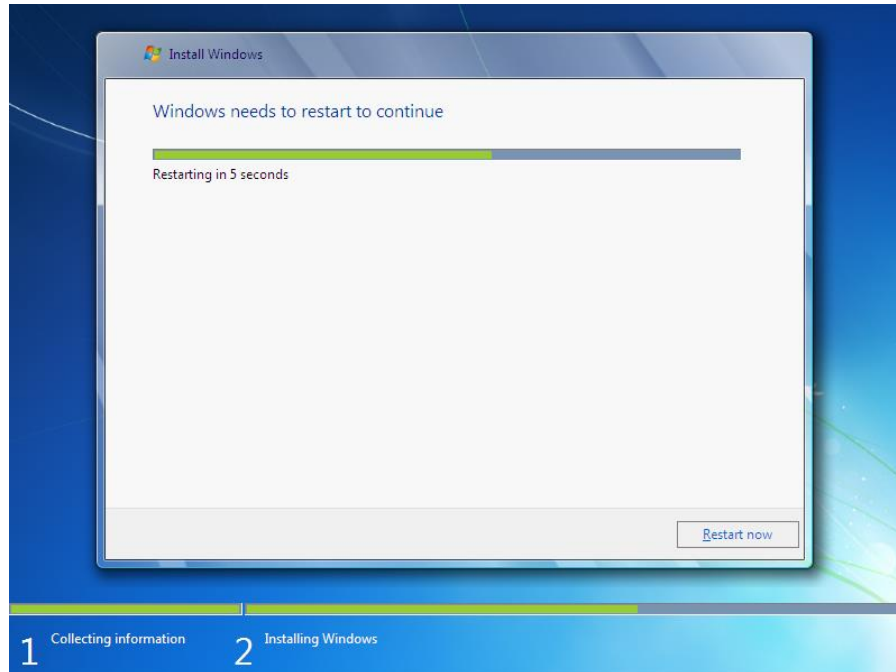 Install Windows
Windows needs to restart to continue
Restarting in 5 seconds
Restart now
1 Collecting information
2 Installing Windows